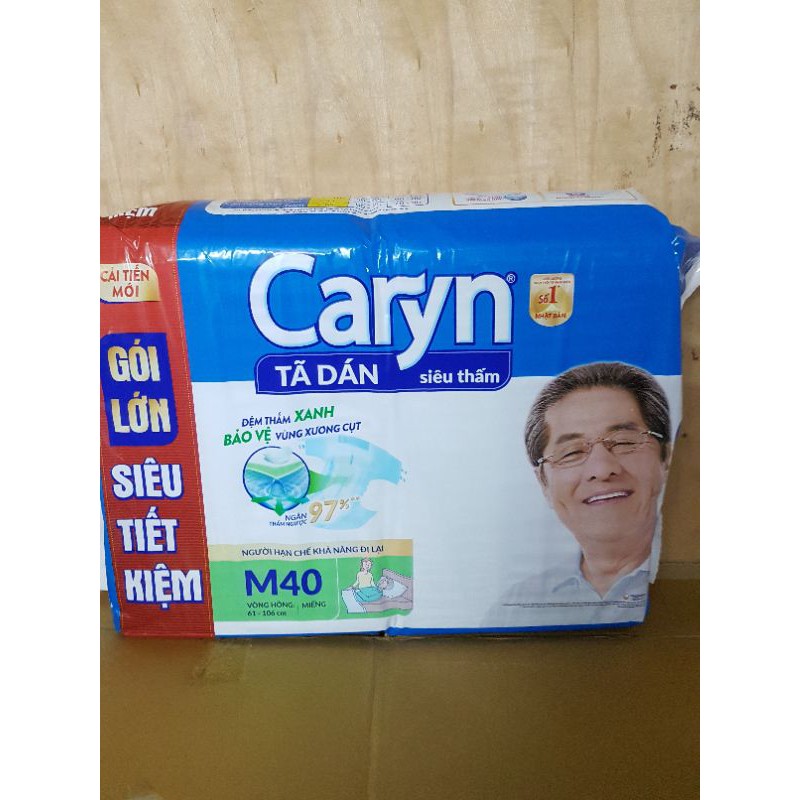 CẢI TIẾN
MỚI
GÓI
LỚN
SIÊU
TIẾT
KIỆM
Caryn®
Số 1
NHẬT BẢN
TÃ DÁN siêu thấm
ĐỆM THẤM XANH
BẢO VỆ VÙNG XƯƠNG CỤT
NGĂN
THẤM NGƯỢC
97%**
NGƯỜI HẠN CHẾ KHẢ NĂNG ĐI LẠI
M40
VÒNG HÔNG: MIẾNG
61 - 106 cm